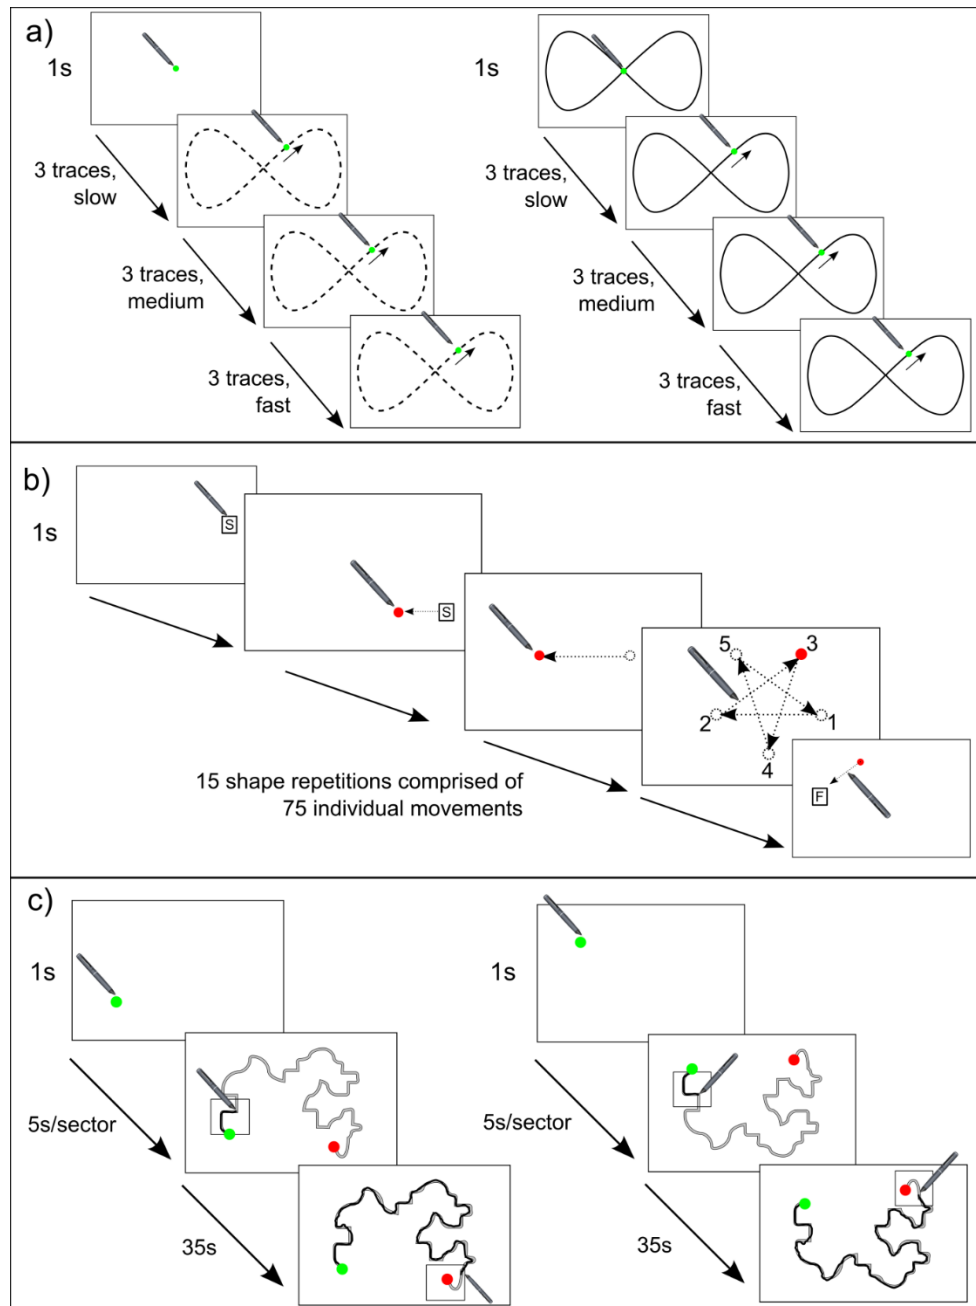 a)
1s
3 traces,
slow
3 traces,
medium
3 traces,
fast
1s
3 traces,
slow
3 traces,
medium
3 traces,
fast
b)
1s
S
S
5
3
2
1
4
F
15 shape repetitions comprised of
75 individual movements
c)
1s
5s/sector
35s
1s
5s/sector
35s